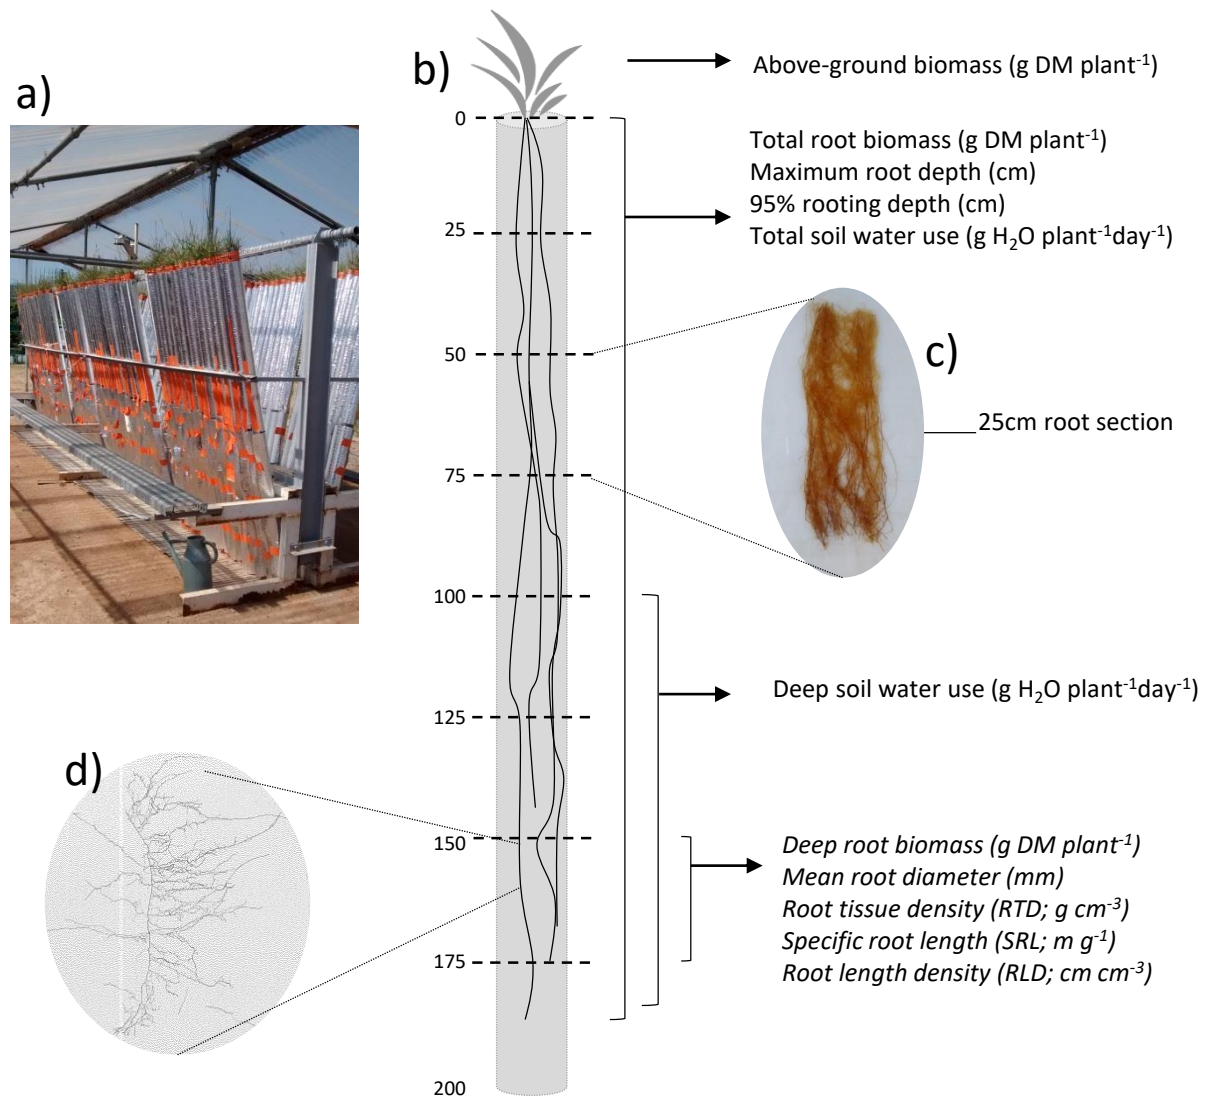 a)
b)
Above-ground biomass (g DM plant⁻¹)
0
Total root biomass (g DM plant⁻¹)
Maximum root depth (cm)
95% rooting depth (cm)
Total soil water use (g H₂O plant⁻¹day⁻¹)
25
50
c)
25cm root section
75
100
Deep soil water use (g H₂O plant⁻¹day⁻¹)
125
d)
150
Deep root biomass (g DM plant⁻¹)
Mean root diameter (mm)
Root tissue density (RTD; g cm⁻³)
Specific root length (SRL; m g⁻¹)
Root length density (RLD; cm cm⁻³)
175
200